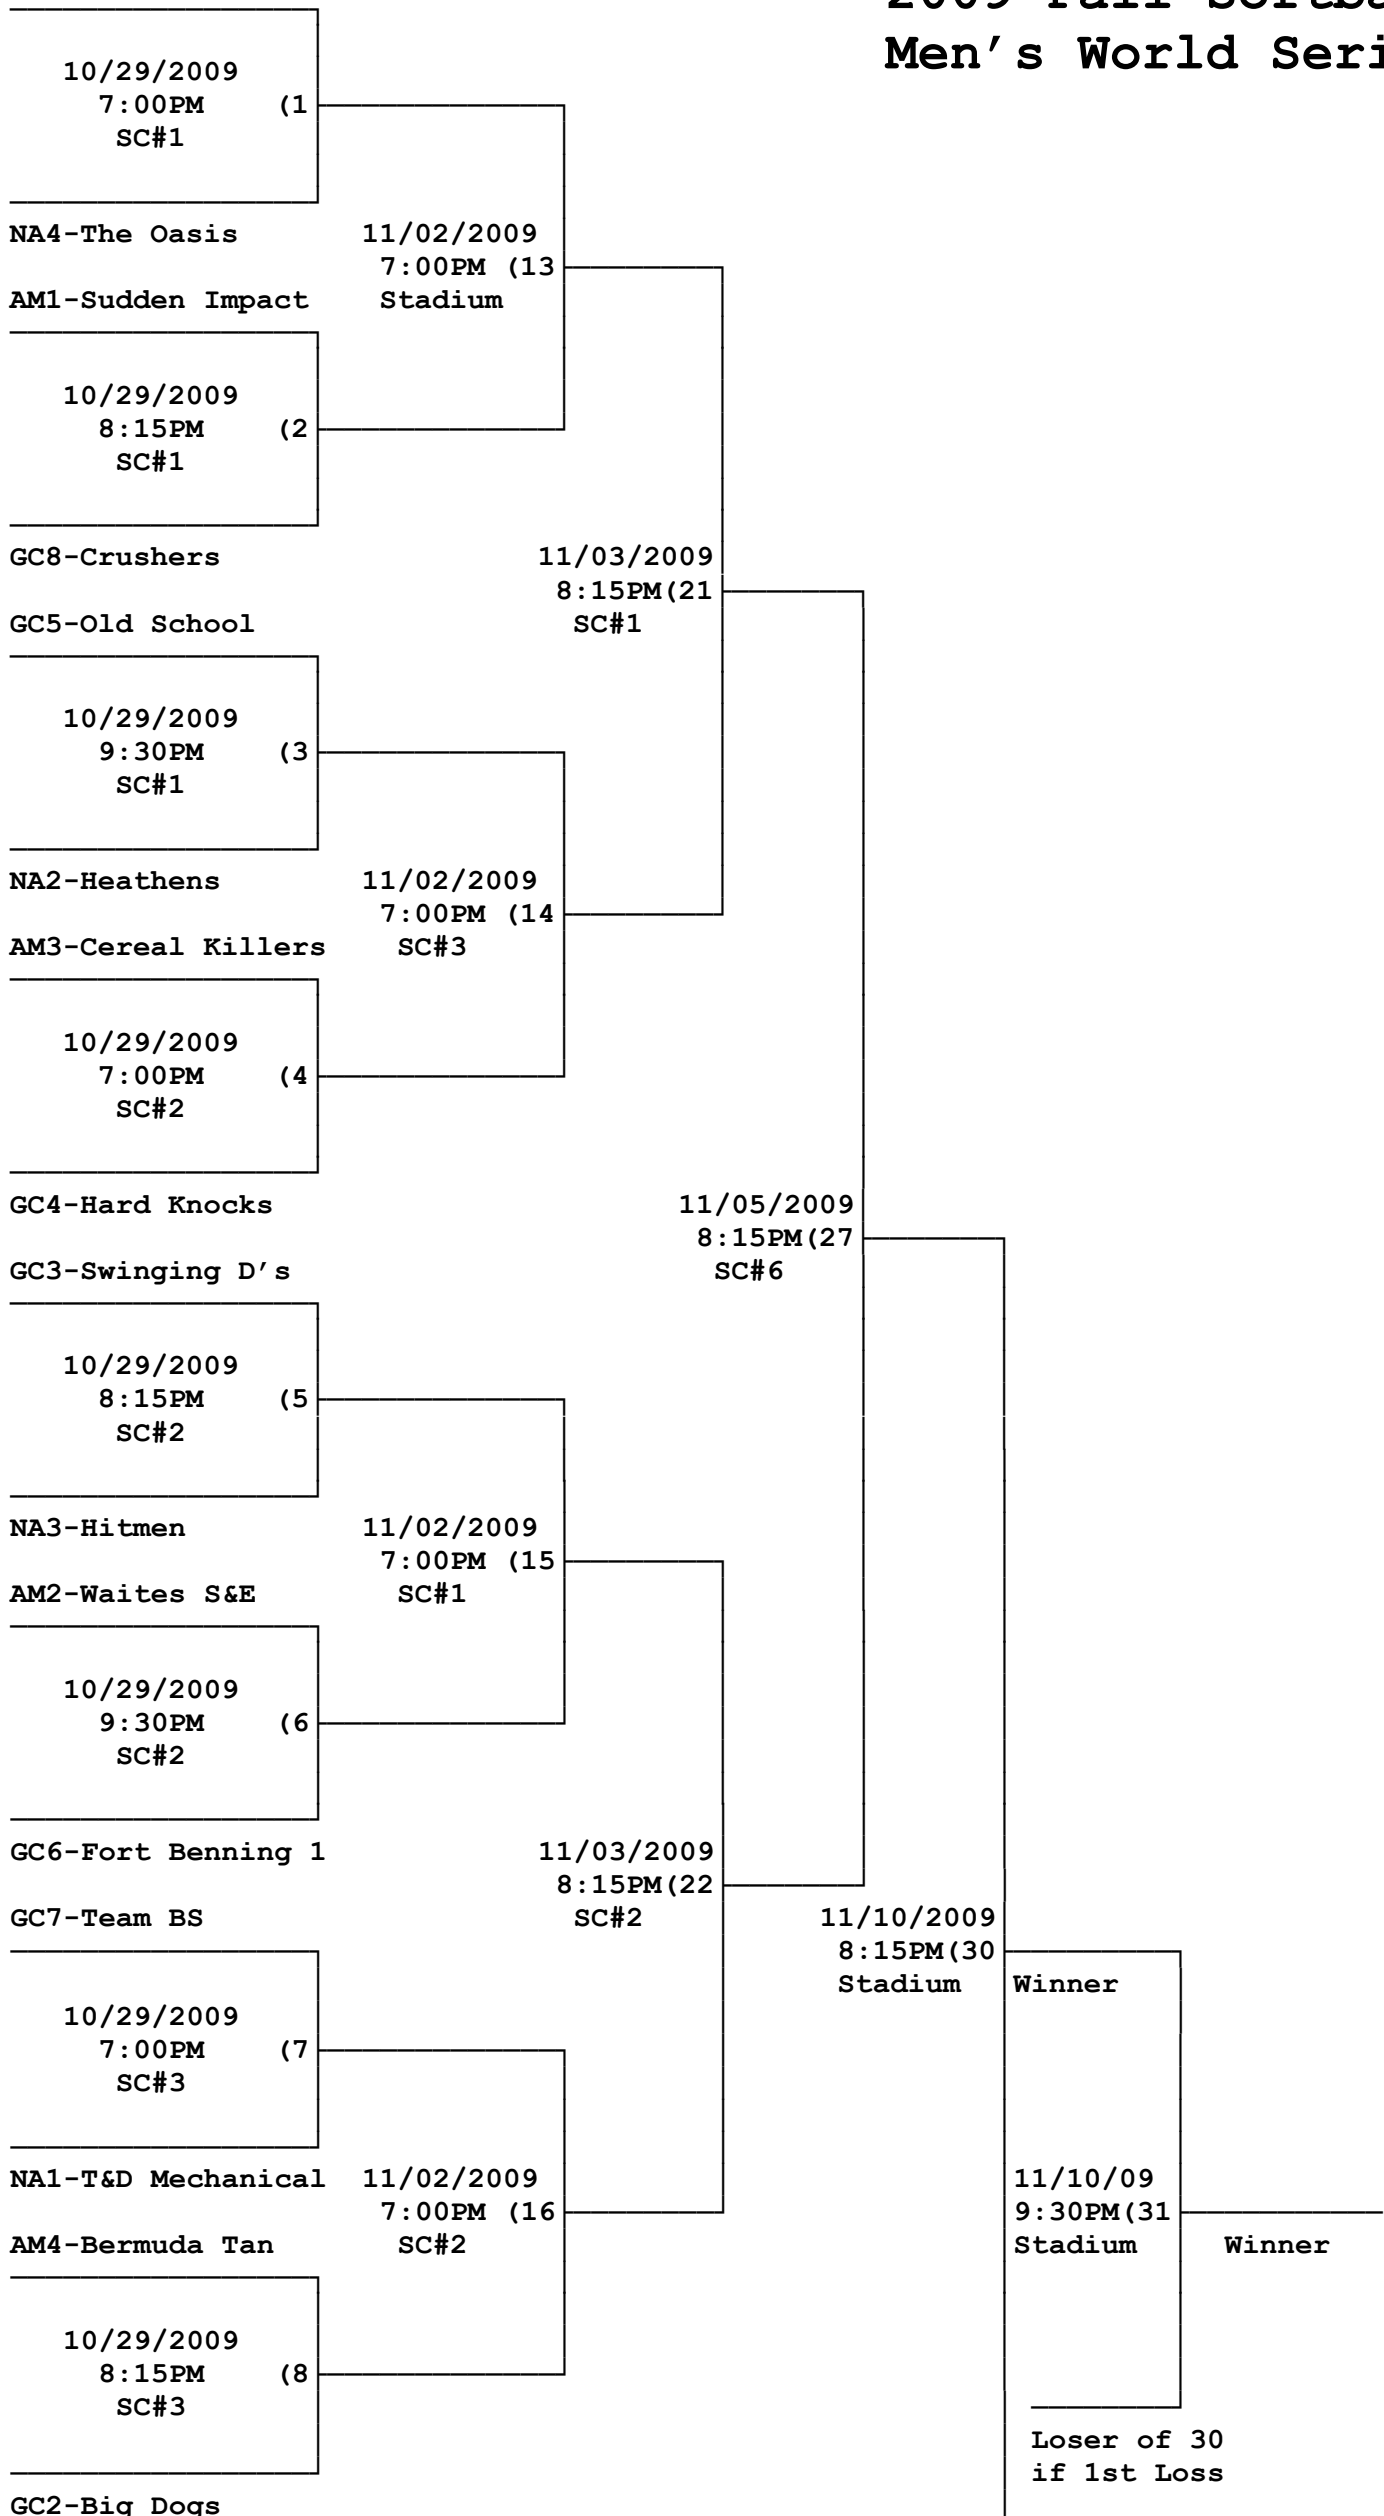 2009 Fall Softba
Men's World Seri
10/29/2009
7:00PM (1
SC#1
NA4-The Oasis 11/02/2009
7:00PM (13
AM1-Sudden Impact Stadium
10/29/2009
8:15PM (2
SC#1
GC8-Crushers 11/03/2009
8:15PM(21
GC5-Old School SC#1
10/29/2009
9:30PM (3
SC#1
NA2-Heathens 11/02/2009
7:00PM (14
AM3-Cereal Killers SC#3
10/29/2009
7:00PM (4
SC#2
GC4-Hard Knocks 11/05/2009
8:15PM(27
GC3-Swinging D's SC#6
10/29/2009
8:15PM (5
SC#2
NA3-Hitmen 11/02/2009
7:00PM (15
AM2-Waites S&E SC#1
10/29/2009
9:30PM (6
SC#2
GC6-Fort Benning 1 11/03/2009
8:15PM(22
GC7-Team BS SC#2 11/10/2009
8:15PM(30
Stadium Winner
10/29/2009
7:00PM (7
SC#3
NA1-T&D Mechanical 11/02/2009 11/10/09
7:00PM (16 9:30PM(31
AM4-Bermuda Tan SC#2 Stadium Winner
10/29/2009
8:15PM (8
SC#3
Loser of 30
if 1st Loss
GC2-Big Dogs